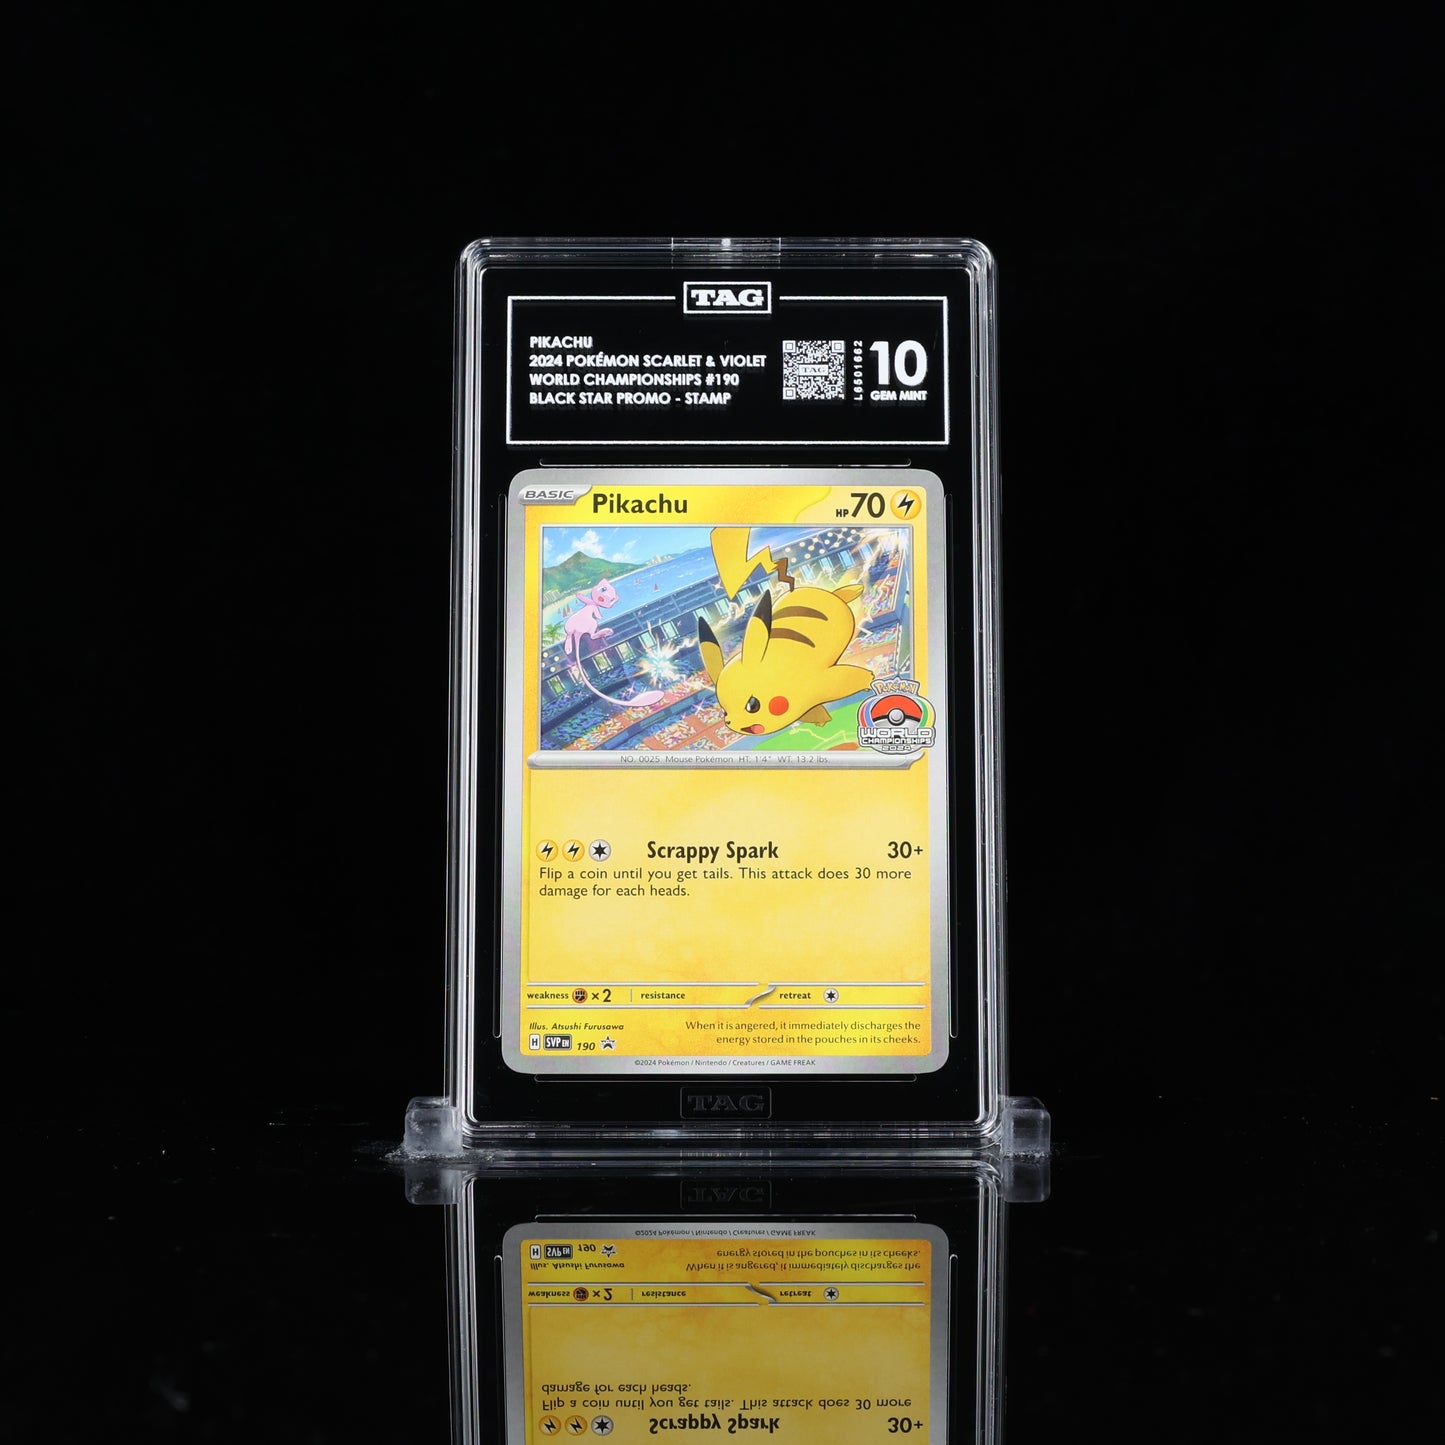 TAG
PIKACHU
2024 POKÉMON SCARLET & VIOLET
WORLD CHAMPIONSHIPS #190
BLACK STAR PROMO - STAMP
TAG
L6501662
10
GEM MINT
BASIC Pikachu HP 70
Pokémon
WORLD
CHAMPIONSHIPS
2024
NO. 0025 Mouse Pokémon HT: 1'4" WT: 13.2 lbs.
Scrappy Spark 30+
Flip a coin until you get tails. This attack does 30 more
damage for each heads.
weakness ×2 resistance retreat
Illus. Atsushi Furusawa
H SVP EN 190
When it is angered, it immediately discharges the
energy stored in the pouches in its cheeks.
©2024 Pokémon / Nintendo / Creatures / GAME FREAK
TAG